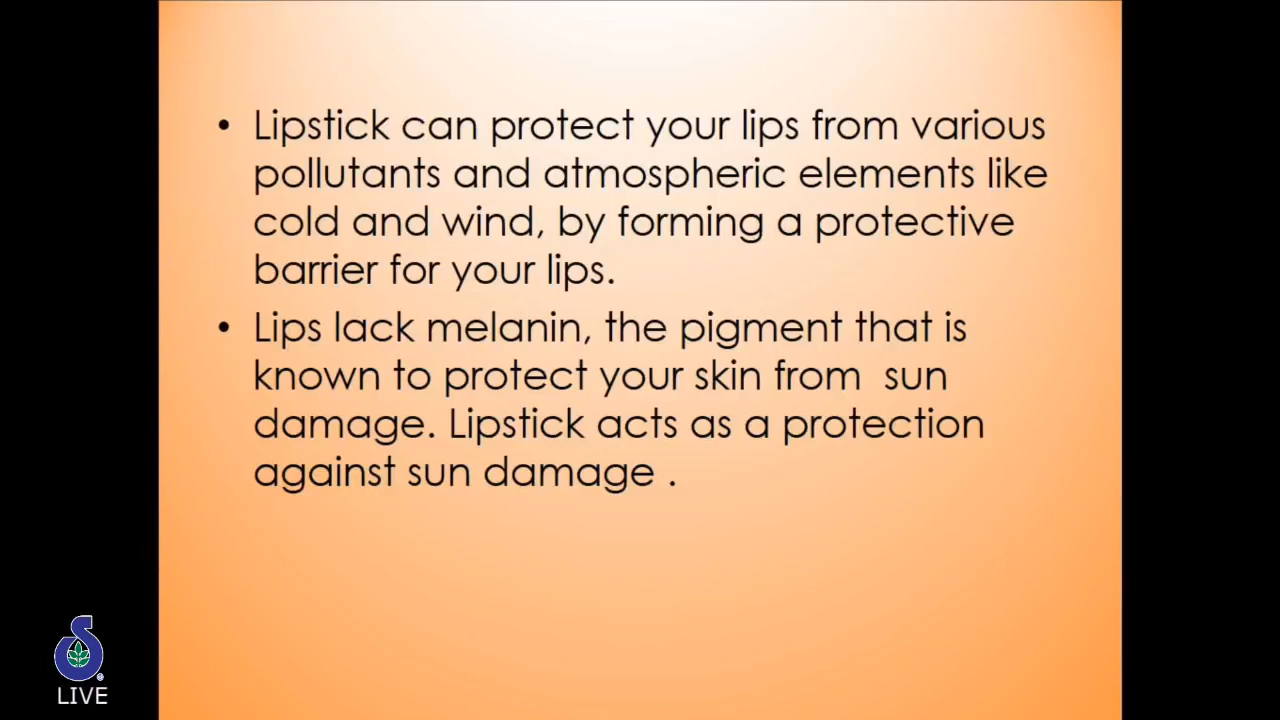 • Lipstick can protect your lips from various
pollutants and atmospheric elements like
cold and wind, by forming a protective
barrier for your lips.
• Lips lack melanin, the pigment that is
known to protect your skin from  sun
damage. Lipstick acts as a protection
against sun damage .
S
®
LIVE